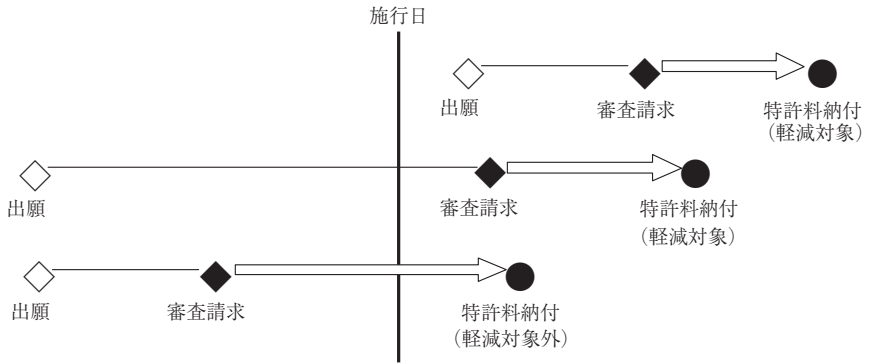 施行日
出願
審査請求
特許料納付
（軽減対象）
出願
審査請求
特許料納付
（軽減対象）
出願
審査請求
特許料納付
（軽減対象外）